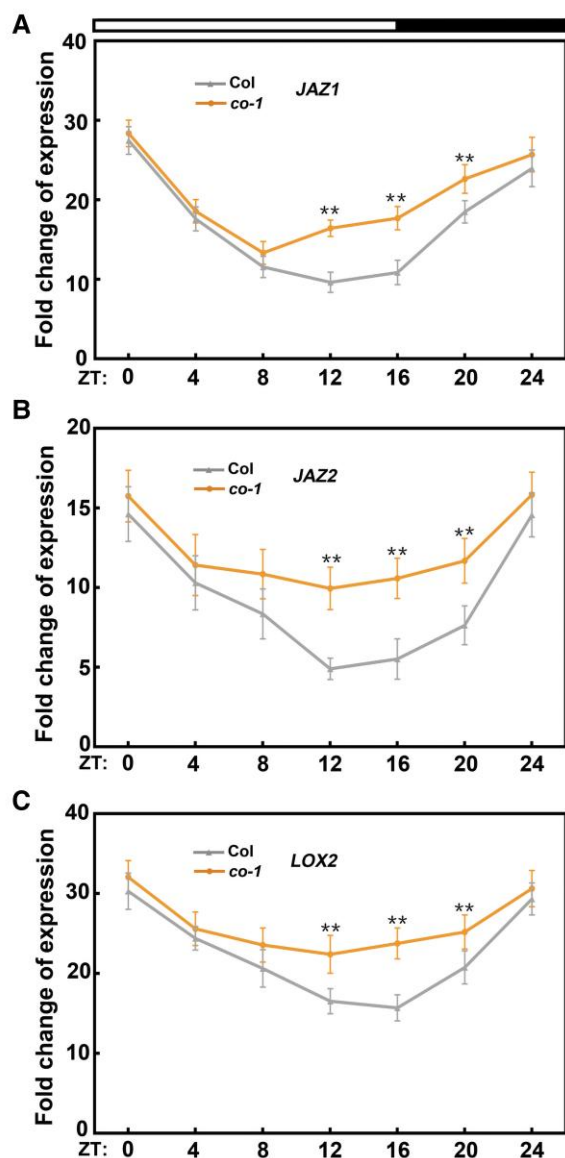 A
40
Col
co-1
JAZ1
30
**
**
**
20
10
0
Fold change of expression
ZT: 0 4 8 12 16 20 24
B
20
Col
co-1
JAZ2
15
**
**
**
10
5
0
Fold change of expression
ZT: 0 4 8 12 16 20 24
C
40
Col
co-1
LOX2
30
**
**
**
20
10
0
Fold change of expression
ZT: 0 4 8 12 16 20 24